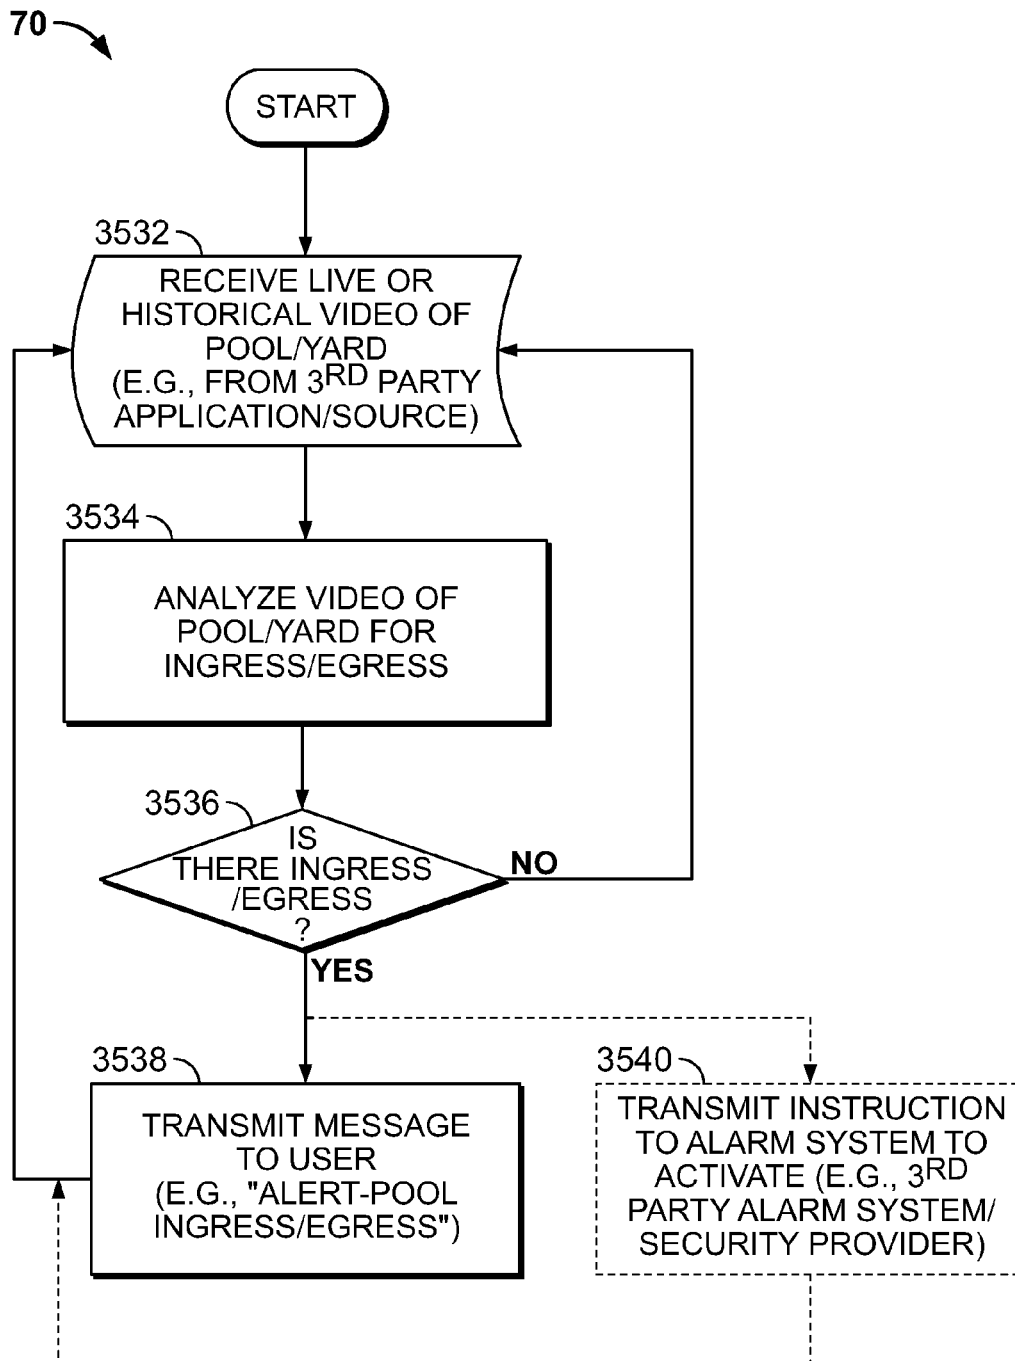 70
START
3532
RECEIVE LIVE OR
HISTORICAL VIDEO OF
POOL/YARD
(E.G., FROM 3RD PARTY
APPLICATION/SOURCE)
3534
ANALYZE VIDEO OF
POOL/YARD FOR
INGRESS/EGRESS
3536
IS
THERE INGRESS
/EGRESS
?
NO
YES
3538
TRANSMIT MESSAGE
TO USER
(E.G., "ALERT-POOL
INGRESS/EGRESS")
3540
TRANSMIT INSTRUCTION
TO ALARM SYSTEM TO
ACTIVATE (E.G., 3RD
PARTY ALARM SYSTEM/
SECURITY PROVIDER)